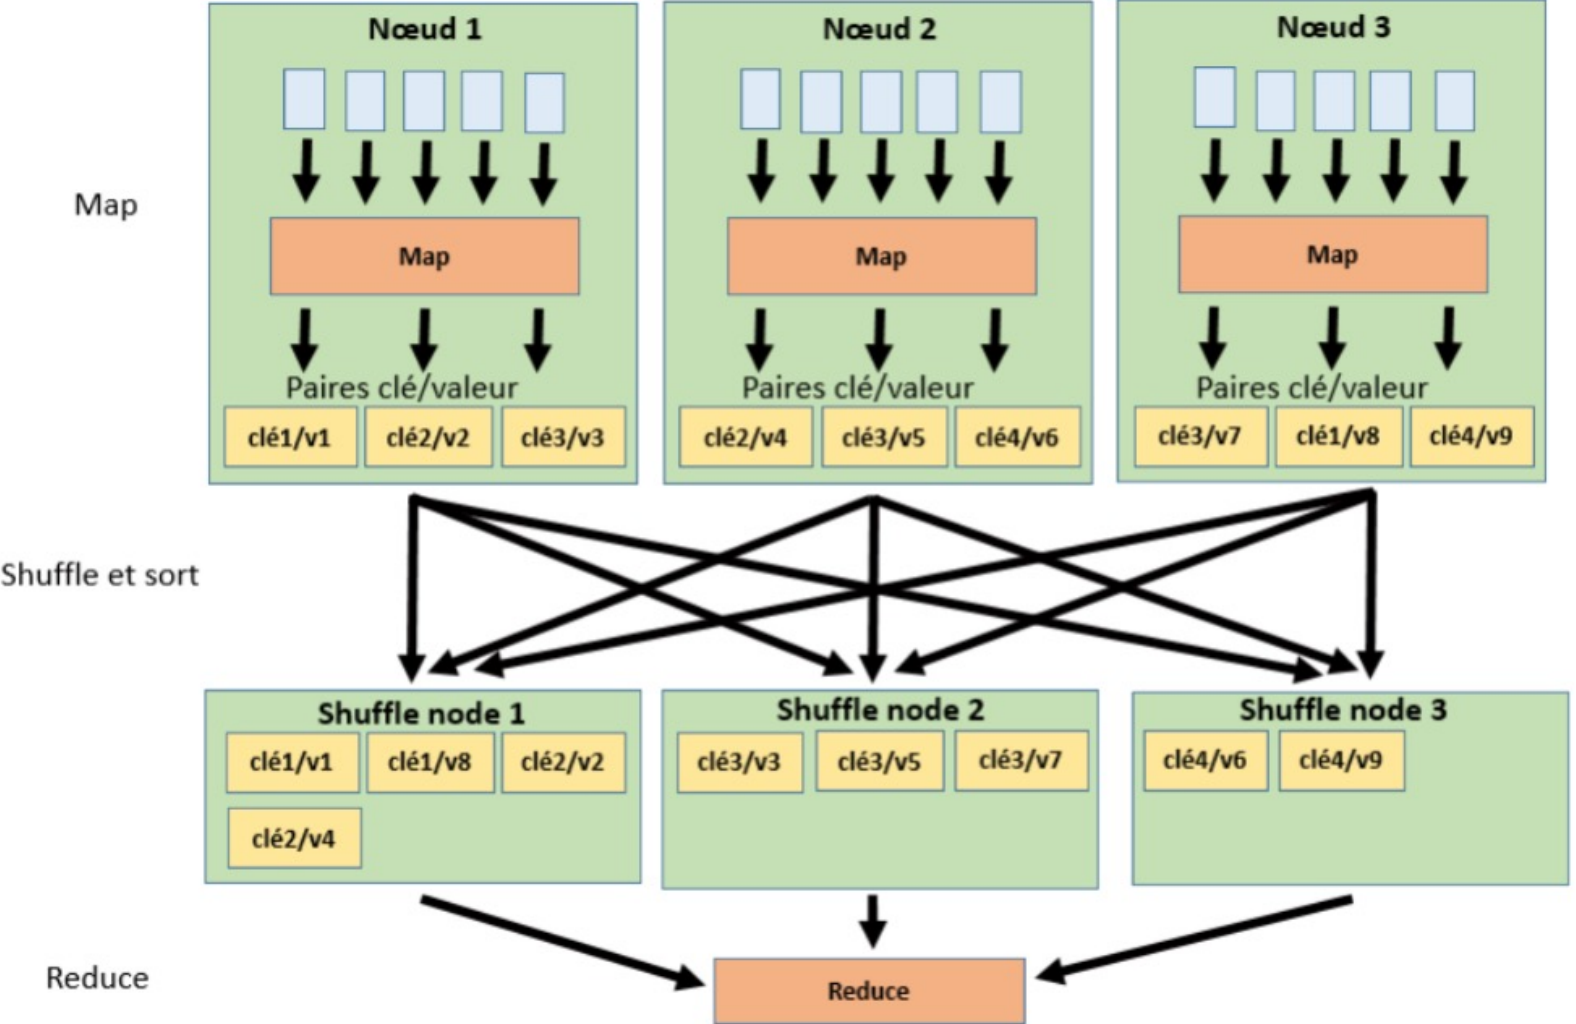 Nœud 1
Nœud 2
Nœud 3
Map
Map
Map
Map
Paires clé/valeur
Paires clé/valeur
Paires clé/valeur
clé1/v1
clé2/v2
clé3/v3
clé2/v4
clé3/v5
clé4/v6
clé3/v7
clé1/v8
clé4/v9
Shuffle et sort
Shuffle node 1
clé1/v1
clé1/v8
clé2/v2
clé2/v4
Shuffle node 2
clé3/v3
clé3/v5
clé3/v7
Shuffle node 3
clé4/v6
clé4/v9
Reduce
Reduce